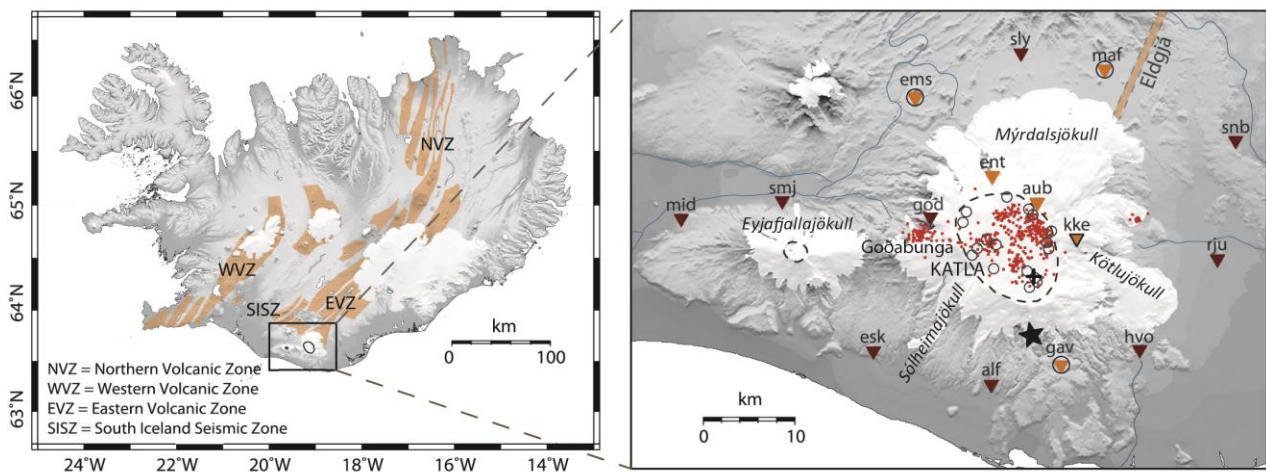 66°N
65°N
64°N
63°N
NVZ
WVZ
SISZ
EVZ
km
0 100
NVZ = Northern Volcanic Zone
WVZ = Western Volcanic Zone
EVZ = Eastern Volcanic Zone
SISZ = South Iceland Seismic Zone
24°W 22°W 20°W 18°W 16°W 14°W
sly
maf
Eldgjá
ems
snb
Mýrdalsjökull
ent
smj
aub
mid
god
kke
Eyjafjallajökull
Goðabunga
rju
KATLA
Kötlujökull
Sólheimajökull
esk
gav
hvo
alf
km
0 10